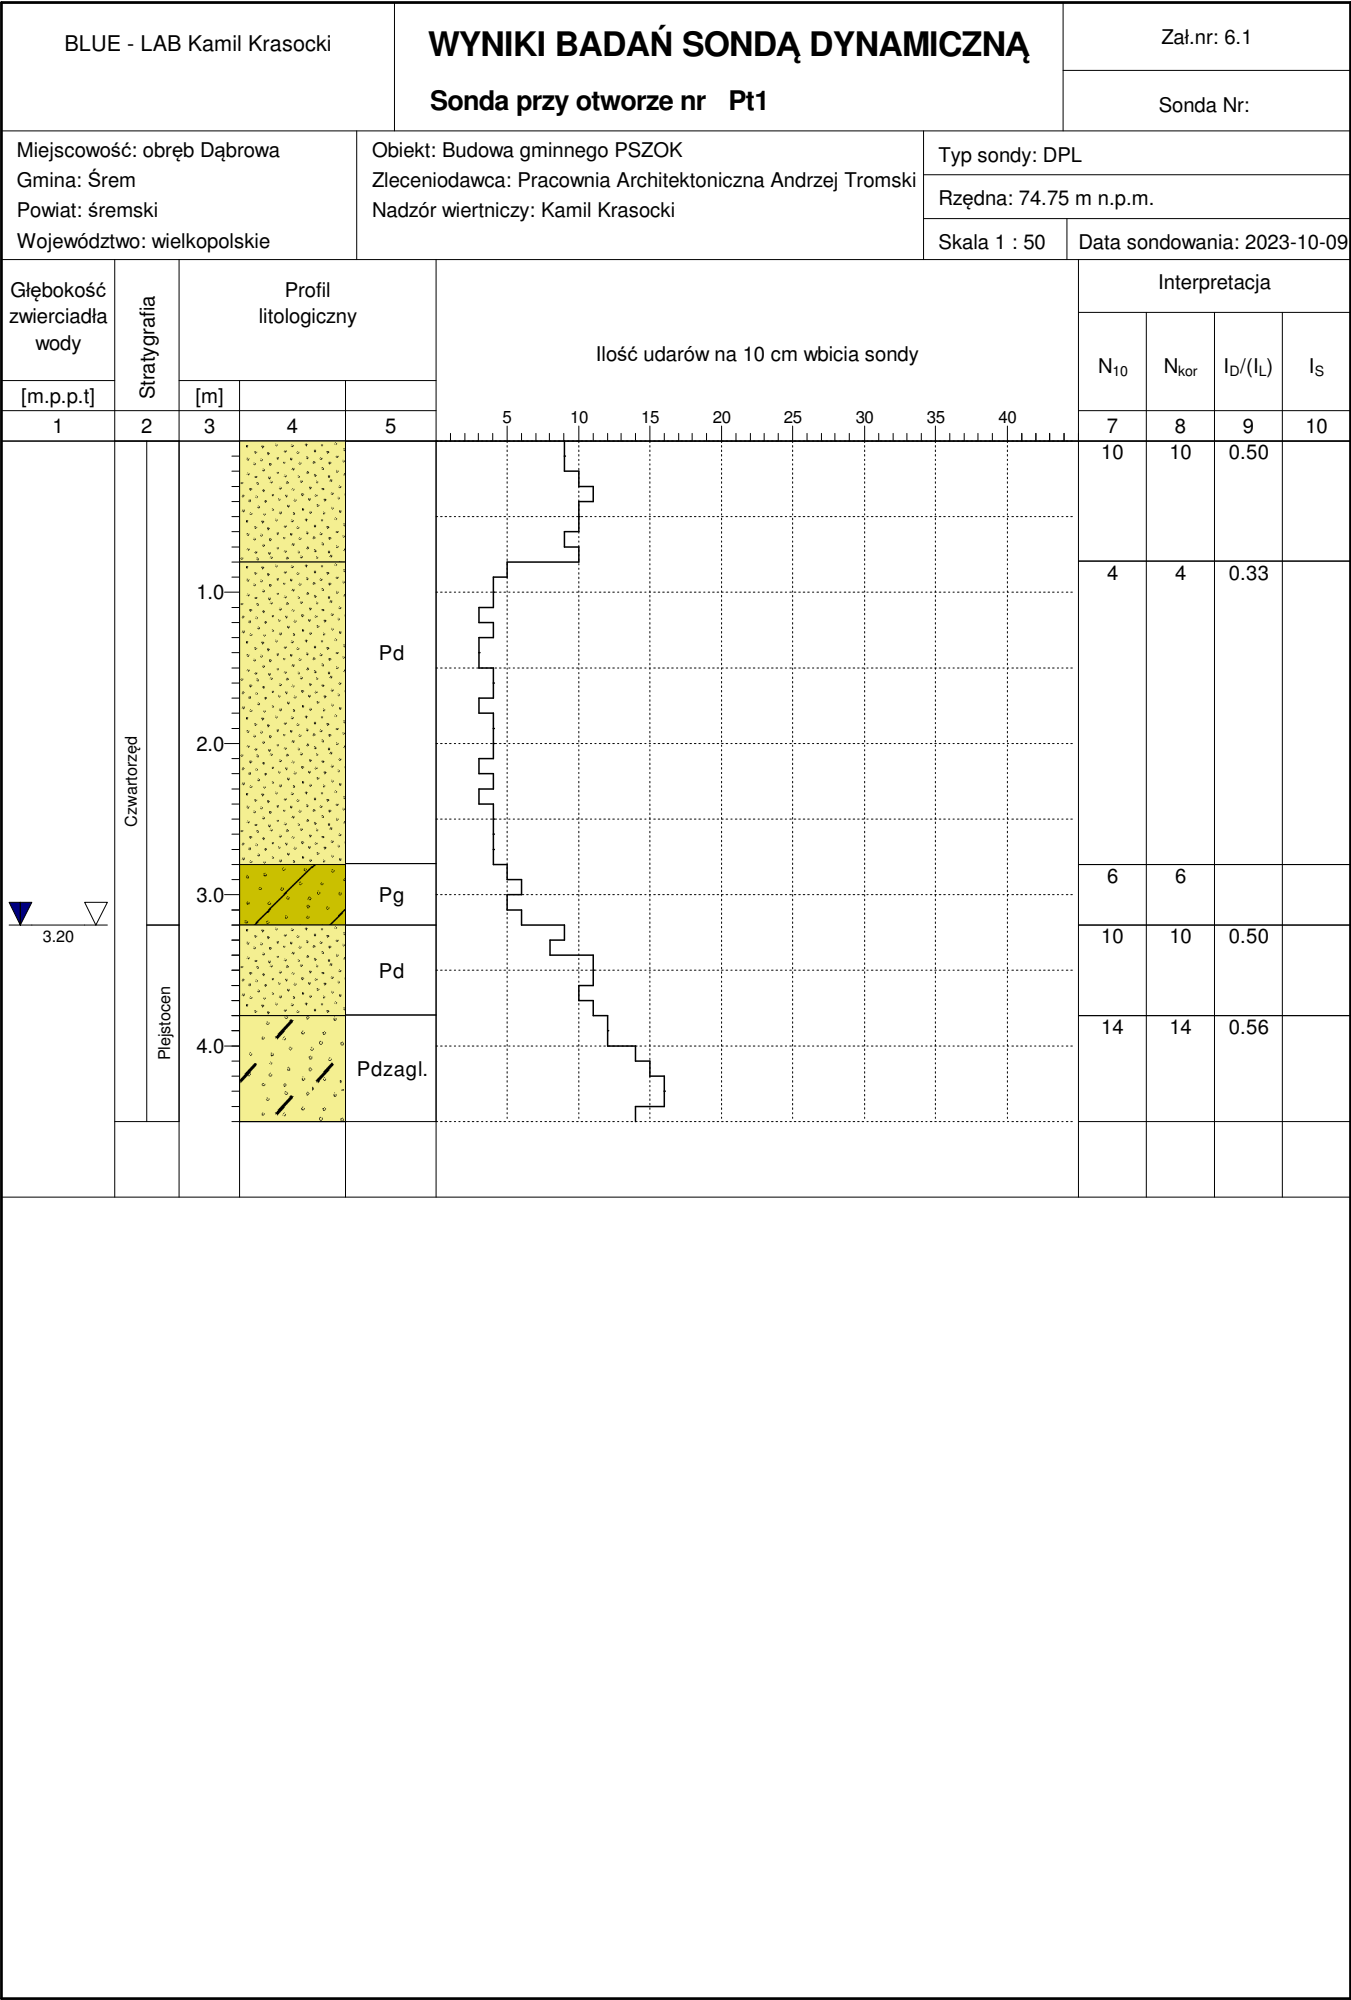 BLUE - LAB Kamil Krasocki
WYNIKI BADAŃ SONDĄ DYNAMICZNĄ
Sonda przy otworze nr Pt1
Zał.nr: 6.1
Sonda Nr:
Miejscowość: obręb Dąbrowa
Gmina: Śrem
Powiat: śremski
Województwo: wielkopolskie
Obiekt: Budowa gminnego PSZOK
Zleceniodawca: Pracownia Architektoniczna Andrzej Tromski
Nadzór wiertniczy: Kamil Krasocki
Typ sondy: DPL
Rzędna: 74.75 m n.p.m.
Skala 1 : 50
Data sondowania: 2023-10-09
Głębokość
zwierciadła
wody
[m.p.p.t]
Stratygrafia
Profil
litologiczny
[m]
Ilość udarów na 10 cm wbicia sondy
Interpretacja
N10 Nkor ID/(IL) IS
5 10 15 20 25 30 35 40
1 2 3 4 5 7 8 9 10
10 10 0.50
4 4 0.33
1.0
Pd
2.0
Czwartorzęd
6 6
3.0
Pg
3.20
10 10 0.50
Pd
Plejstocen
14 14 0.56
4.0
Pdzagl.